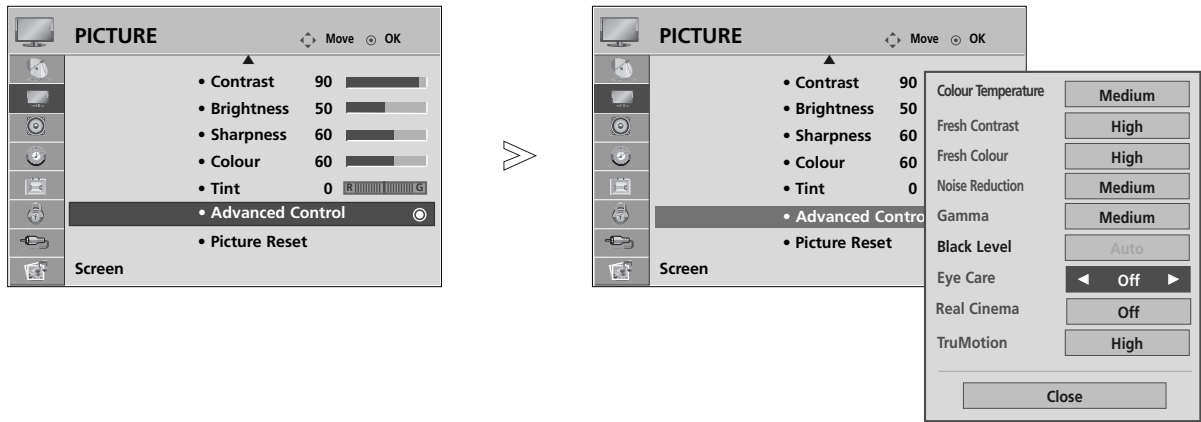 PICTURE Move OK
• Contrast 90
• Brightness 50
• Sharpness 60
• Colour 60
• Tint 0 R G
• Advanced Control
• Picture Reset
Screen
PICTURE Move OK
• Contrast 90
• Brightness 50
• Sharpness 60
• Colour 60
• Tint 0
• Advanced Contro
• Picture Reset
Screen
Colour Temperature Medium
Fresh Contrast High
Fresh Colour High
Noise Reduction Medium
Gamma Medium
Black Level Auto
Eye Care ◀ Off ▶
Real Cinema Off
TruMotion High
Close